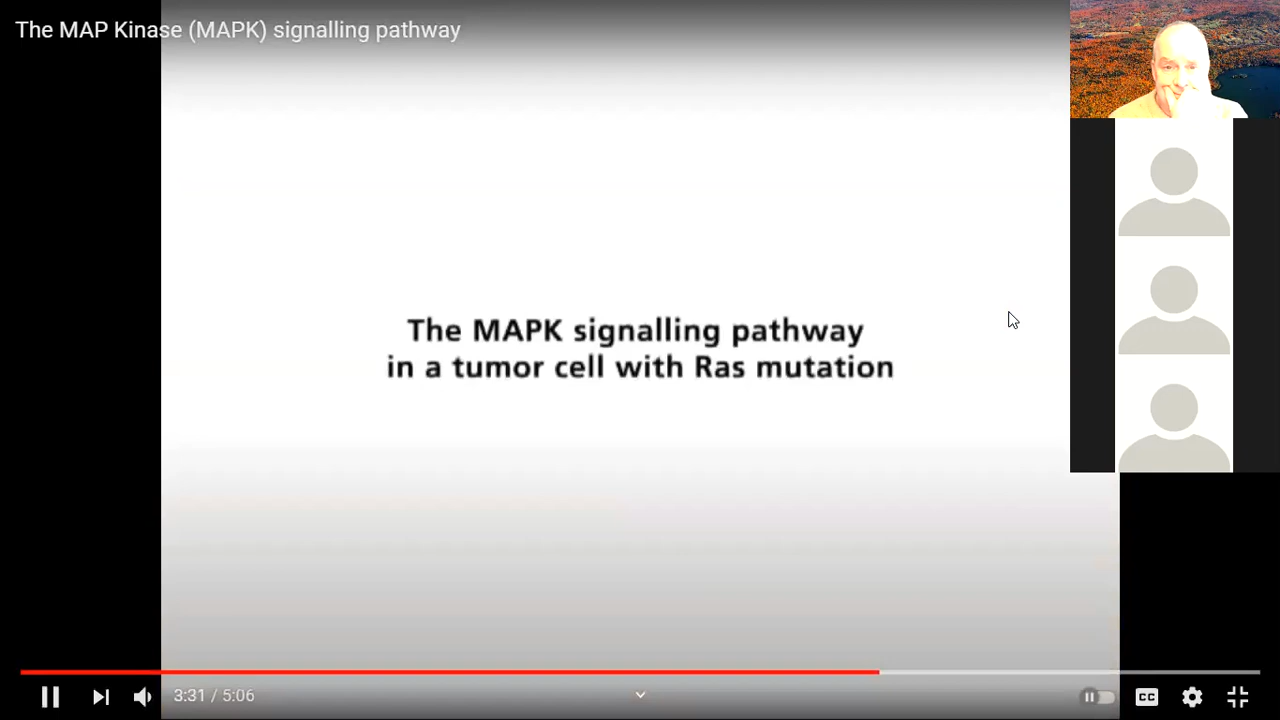 The MAP Kinase (MAPK) signalling pathway
The MAPK signalling pathway
in a tumor cell with Ras mutation
3:31 / 5:06
CC